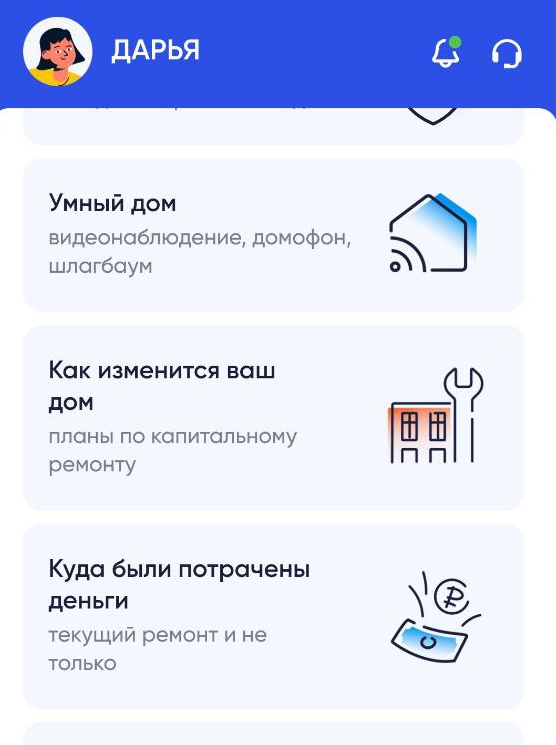 ДАРЬЯ
Умный дом
видеонаблюдение, домофон,
шлагбаум
Как изменится ваш
дом
планы по капитальному
ремонту
Куда были потрачены
деньги
текущий ремонт и не
только